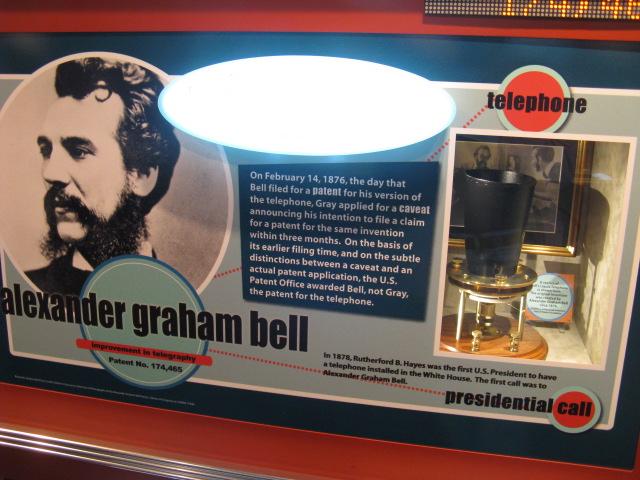 telephone
On February 14, 1876, the day that
Bell filed for a patent for his version of
the telephone, Gray applied for a caveat
announcing his intention to file a claim
for a patent for the same invention
within three months. On the basis of
its earlier filing time, and on the subtle
distinctions between a caveat and an
actual patent application, the U.S.
Patent Office awarded Bell, not Gray,
the patent for the telephone.
alexander graham bell
improvement in telegraphy
Patent No. 174,465
In 1878, Rutherford B. Hayes was the first U.S. President to have
a telephone installed in the White House. The first call was to
Alexander Graham Bell.
presidential call